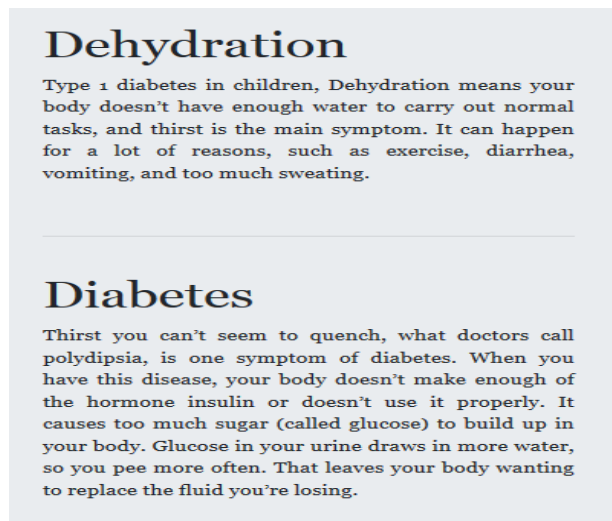 Dehydration
Type 1 diabetes in children, Dehydration means your
body doesn’t have enough water to carry out normal
tasks, and thirst is the main symptom. It can happen
for a lot of reasons, such as exercise, diarrhea,
vomiting, and too much sweating.
Diabetes
Thirst you can’t seem to quench, what doctors call
polydipsia, is one symptom of diabetes. When you
have this disease, your body doesn’t make enough of
the hormone insulin or doesn’t use it properly. It
causes too much sugar (called glucose) to build up in
your body. Glucose in your urine draws in more water,
so you pee more often. That leaves your body wanting
to replace the fluid you’re losing.